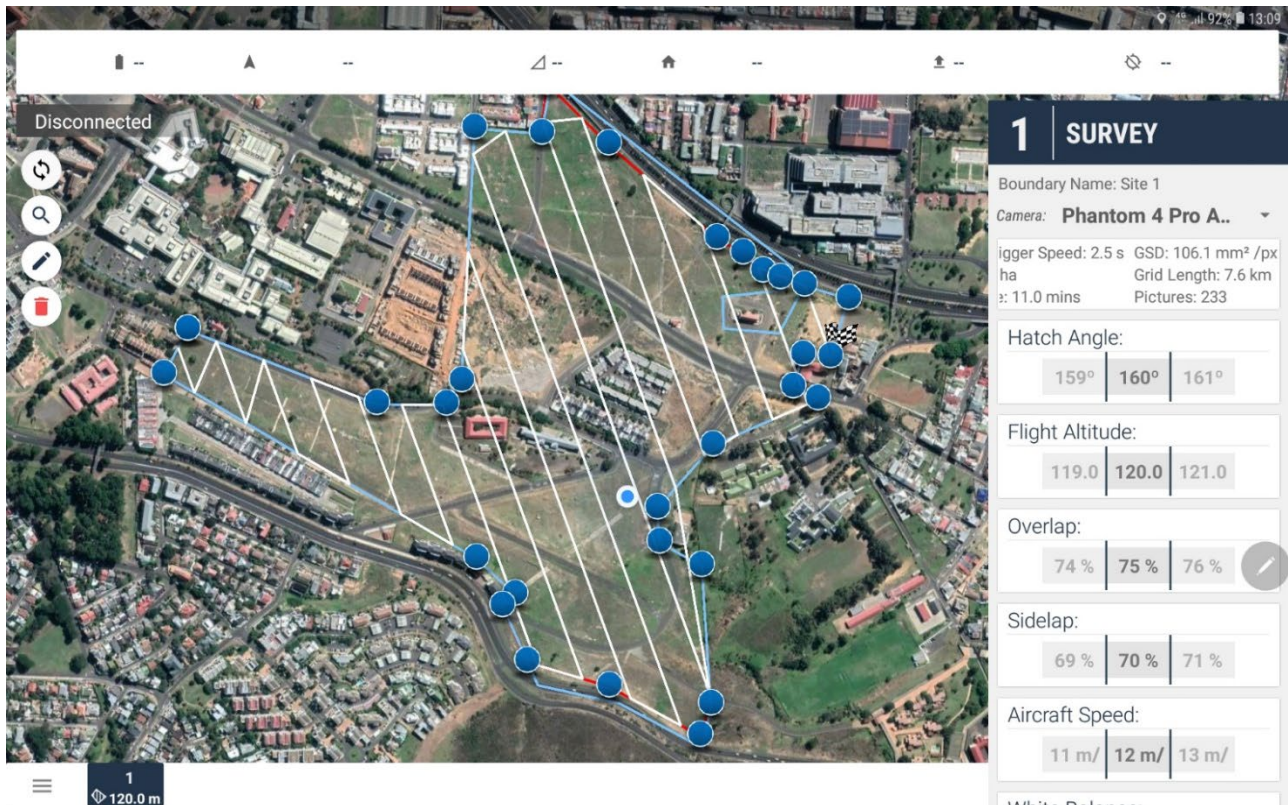 4G 92% 13:09
-- -- -- -- -- --
Disconnected
1 SURVEY
Boundary Name: Site 1
Camera: Phantom 4 Pro A..
igger Speed: 2.5 s GSD: 106.1 mm² /px
ha Grid Length: 7.6 km
e: 11.0 mins Pictures: 233
Hatch Angle:
159° 160° 161°
Flight Altitude:
119.0 120.0 121.0
Overlap:
74 % 75 % 76 %
Sidelap:
69 % 70 % 71 %
Aircraft Speed:
11 m/ 12 m/ 13 m/
White Balance:
1
120.0 m